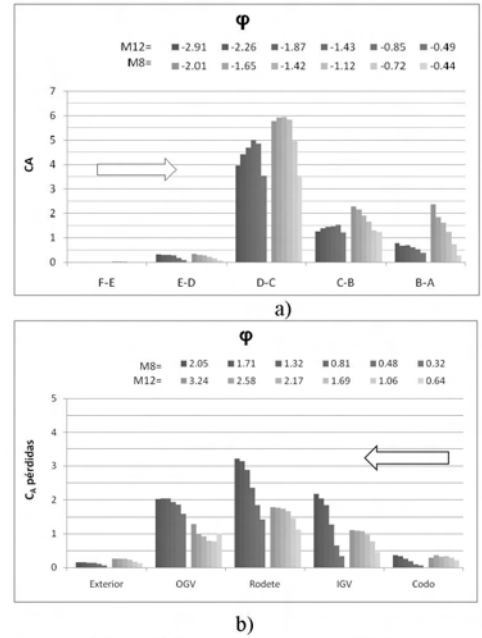 φ
M12= -2.91 -2.26 -1.87 -1.43 -0.85 -0.49
M8= -2.01 -1.65 -1.42 -1.12 -0.72 -0.44
7
6
5
4
3
2
1
0
CA
F-E E-D D-C C-B B-A
a)
φ
M8= 2.05 1.71 1.32 0.81 0.48 0.32
M12= 3.24 2.58 2.17 1.69 1.06 0.64
5
4
3
2
1
0
CA pérdidas
Exterior OGV Rodete IGV Codo
b)